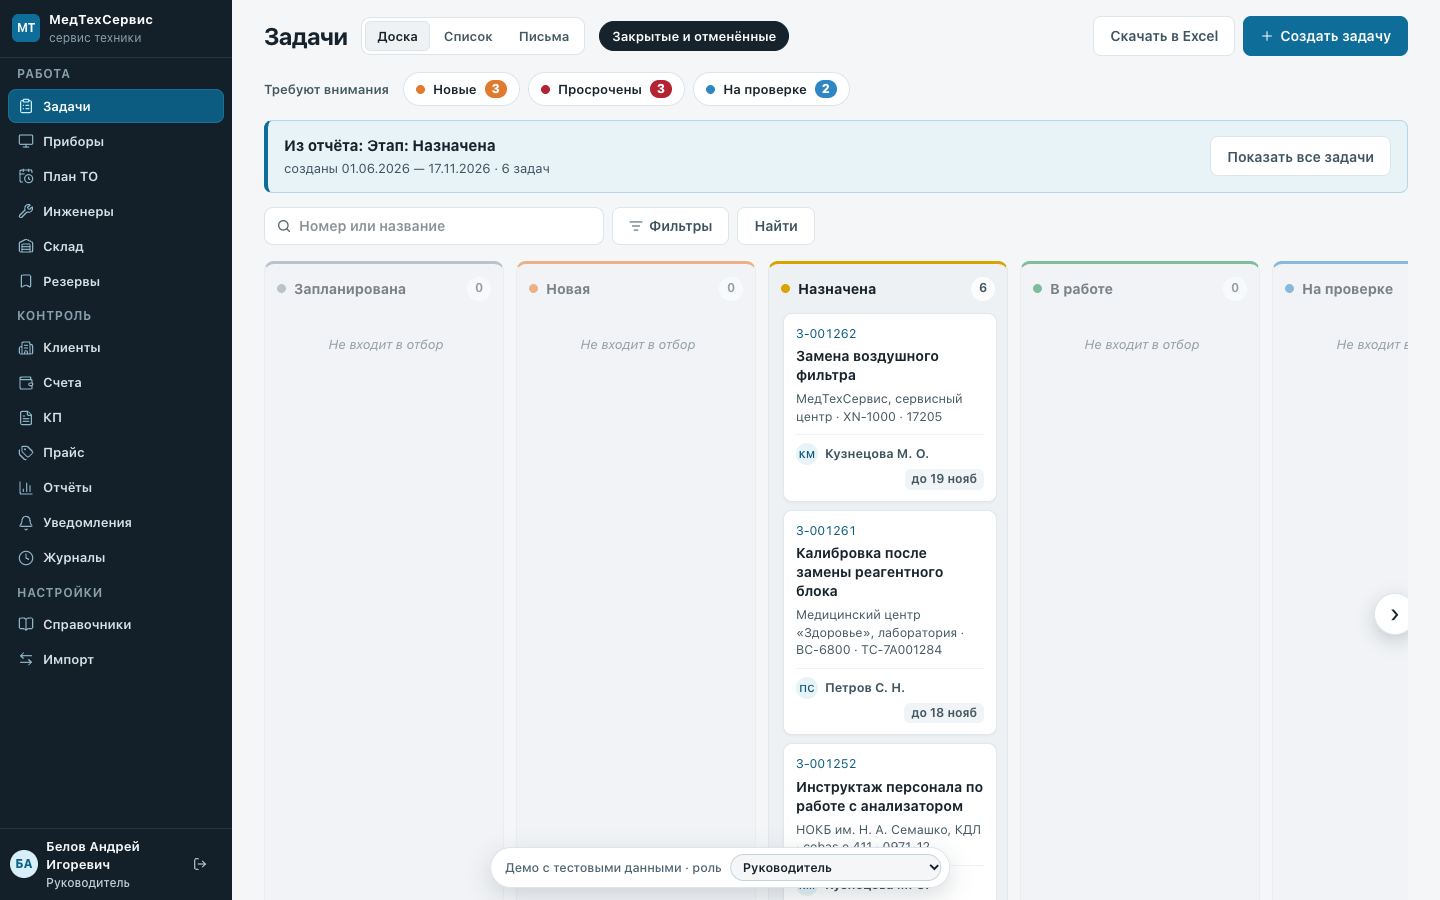 МТ
МедТехСервис
сервис техники
РАБОТА
Задачи
Приборы
План ТО
Инженеры
Склад
Резервы
КОНТРОЛЬ
Клиенты
Счета
КП
Прайс
Отчёты
Уведомления
Журналы
НАСТРОЙКИ
Справочники
Импорт
БА
Белов Андрей
Игоревич
Руководитель
Задачи
Доска
Список
Письма
Закрытые и отменённые
Скачать в Excel
+ Создать задачу
Требуют внимания
Новые 3
Просрочены 3
На проверке 2
Из отчёта: Этап: Назначена
созданы 01.06.2026 — 17.11.2026 · 6 задач
Показать все задачи
Номер или название
Фильтры
Найти
Запланирована 0
Не входит в отбор
Новая 0
Не входит в отбор
Назначена 6
З-001262
Замена воздушного
фильтра
МедТехСервис, сервисный
центр · XN-1000 · 17205
КМ Кузнецова М. О.
до 19 нояб
З-001261
Калибровка после
замены реагентного
блока
Медицинский центр
«Здоровье», лаборатория ·
BC-6800 · TC-7A001284
ПС Петров С. Н.
до 18 нояб
З-001252
Инструктаж персонала по
работе с анализатором
НОКБ им. Н. А. Семашко, КДЛ
· cobas e 411 · 0971-12
В работе 0
Не входит в отбор
На проверке
Не входит в
Демо с тестовыми данными · роль
Руководитель